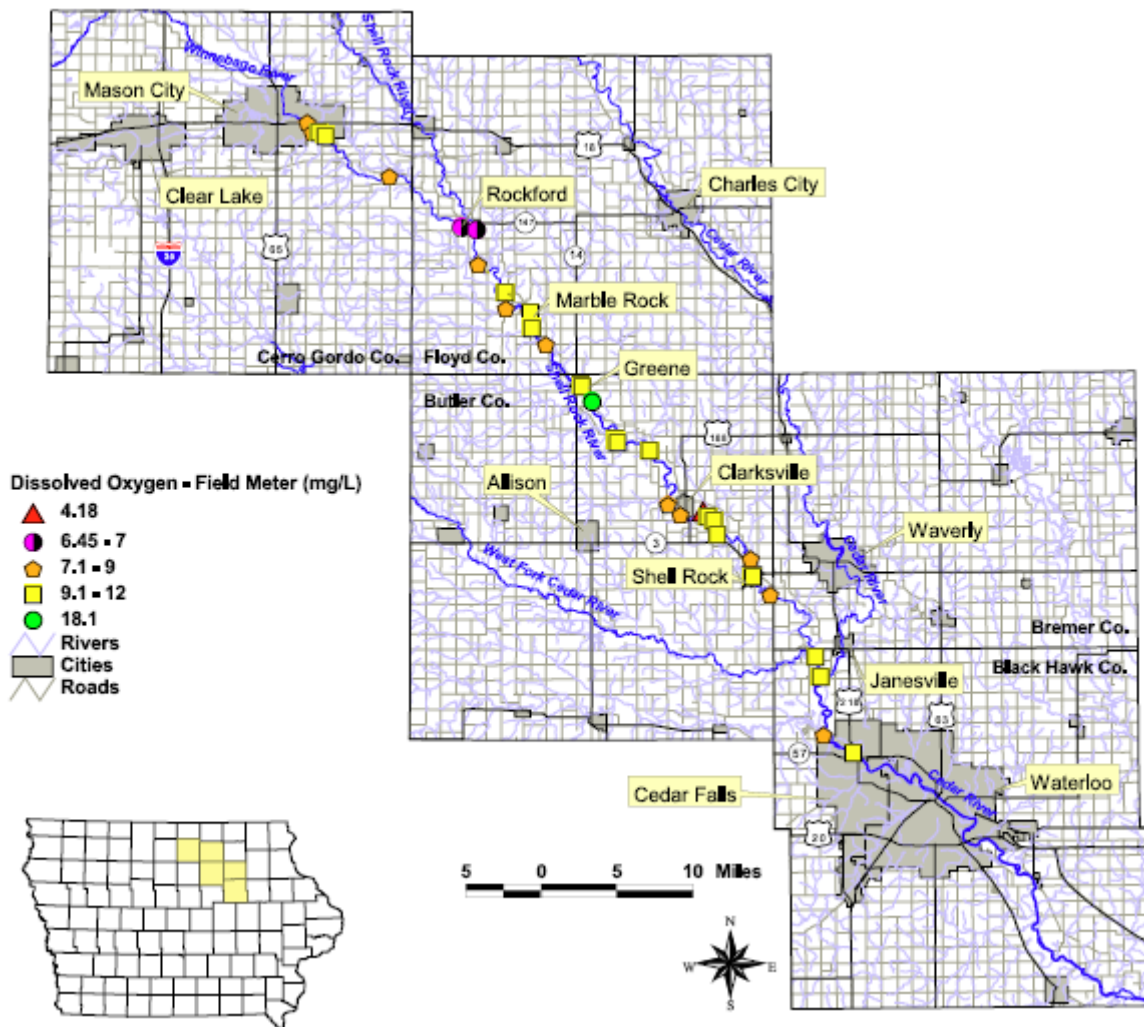 Winnebago River
Shell Rock River
Mason City
Clear Lake
Rockford
18
Charles City
Cedar River
147
14
65
35
Marble Rock
Cerro Gordo Co.
Floyd Co.
Greene
Butler Co.
Shell Rock River
188
Clarksville
Allison
3
Waverly
Cedar River
West Fork Cedar River
Shell Rock
Bremer Co.
Black Hawk Co.
Janesville
218
63
57
Cedar River
Waterloo
Cedar Falls
20
Dissolved Oxygen - Field Meter (mg/L)
4.18
6.45 - 7
7.1 - 9
9.1 - 12
18.1
Rivers
Cities
Roads
5 0 5 10 Miles
N
W E
S